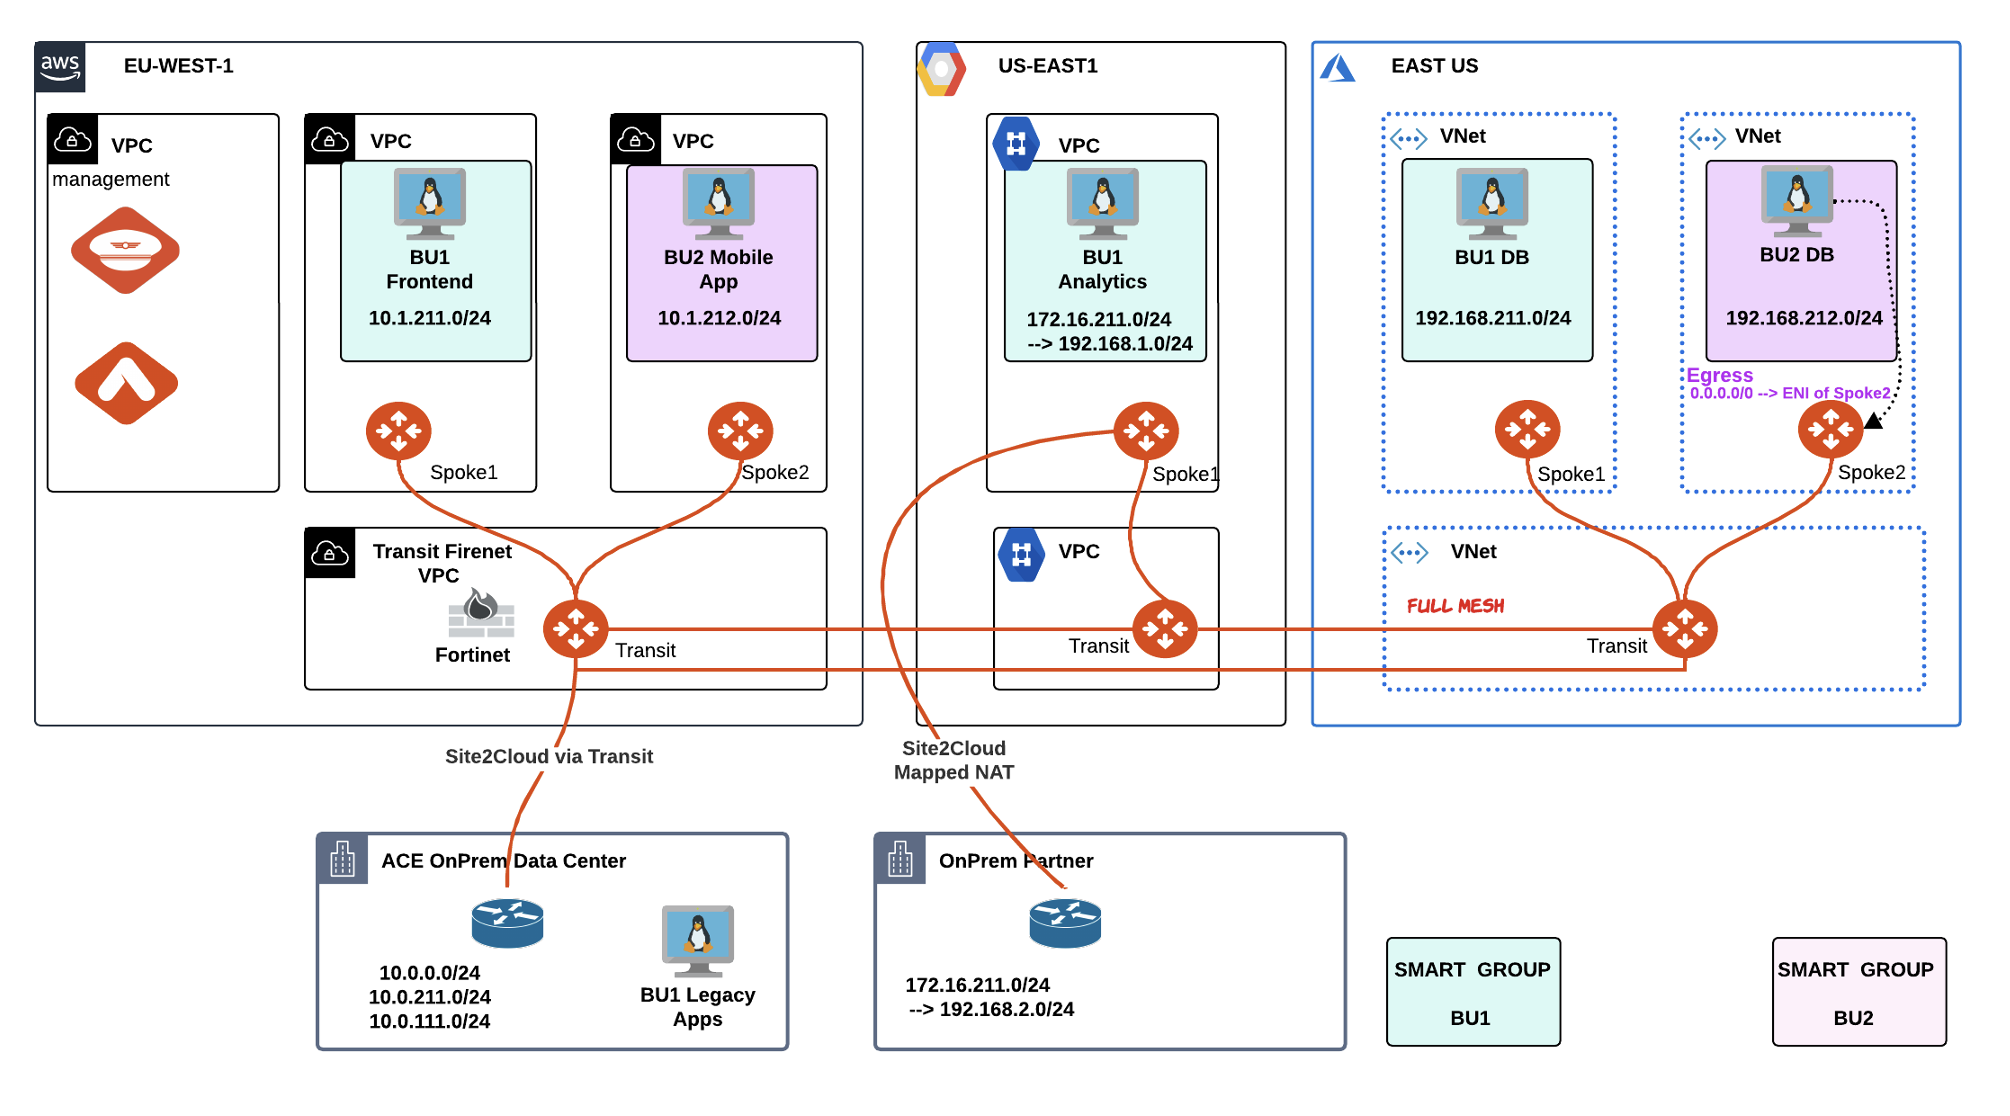 aws
EU-WEST-1
VPC
management
VPC
BU1
Frontend
10.1.211.0/24
Spoke1
VPC
BU2 Mobile
App
10.1.212.0/24
Spoke2
Transit Firenet
VPC
Fortinet
Transit
US-EAST1
VPC
BU1
Analytics
172.16.211.0/24
--> 192.168.1.0/24
Spoke1
VPC
Transit
EAST US
VNet
BU1 DB
192.168.211.0/24
Spoke1
VNet
BU2 DB
192.168.212.0/24
Egress
0.0.0.0/0 --> ENI of Spoke2
Spoke2
VNet
FULL MESH
Transit
Site2Cloud via Transit
Site2Cloud
Mapped NAT
ACE OnPrem Data Center
10.0.0.0/24
10.0.211.0/24
10.0.111.0/24
BU1 Legacy
Apps
OnPrem Partner
172.16.211.0/24
--> 192.168.2.0/24
SMART GROUP
BU1
SMART GROUP
BU2